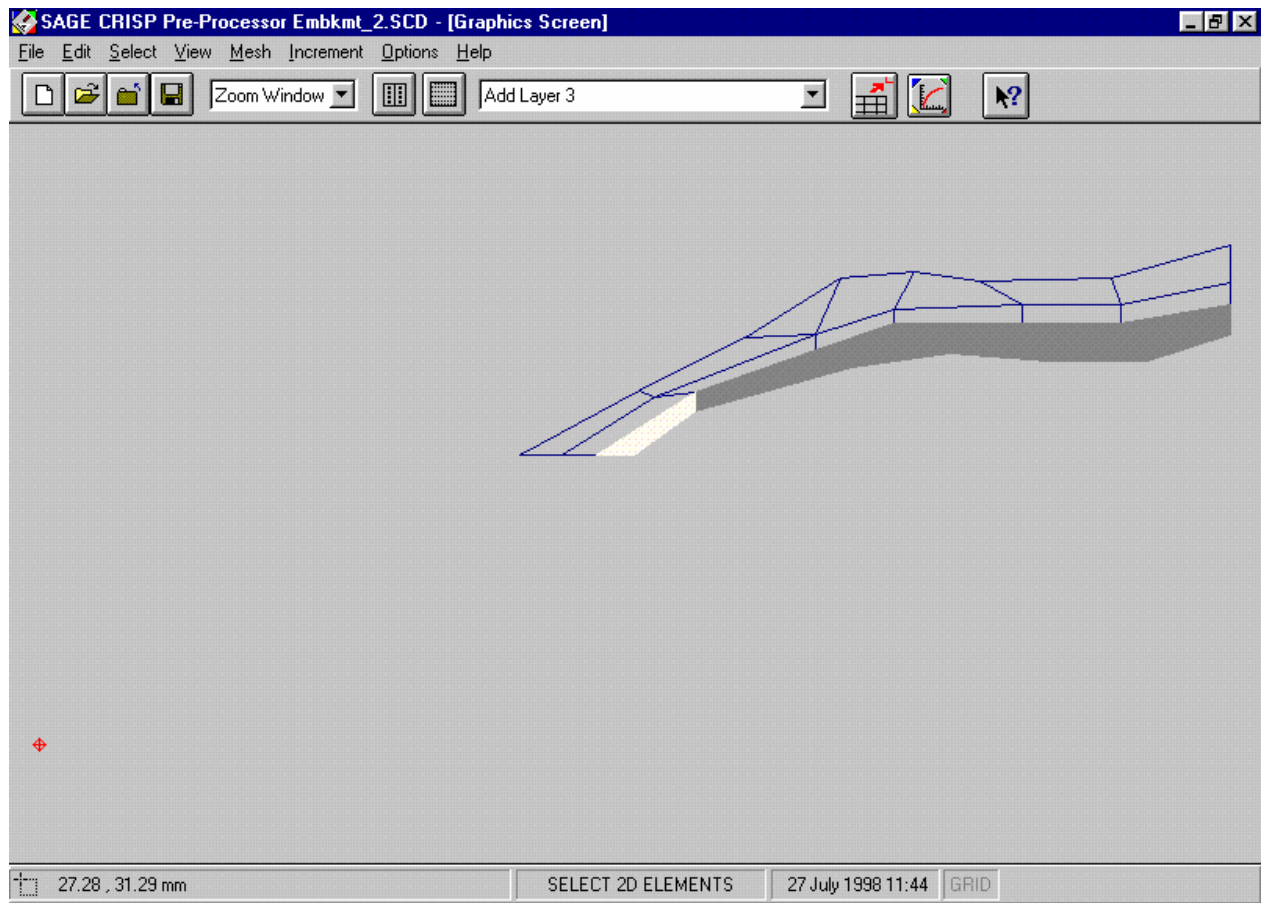 SAGE CRISP Pre-Processor Embkmt_2.SCD - [Graphics Screen]
File Edit Select View Mesh Increment Options Help
Zoom Window Add Layer 3 ?
27.28 , 31.29 mm SELECT 2D ELEMENTS 27 July 1998 11:44 GRID